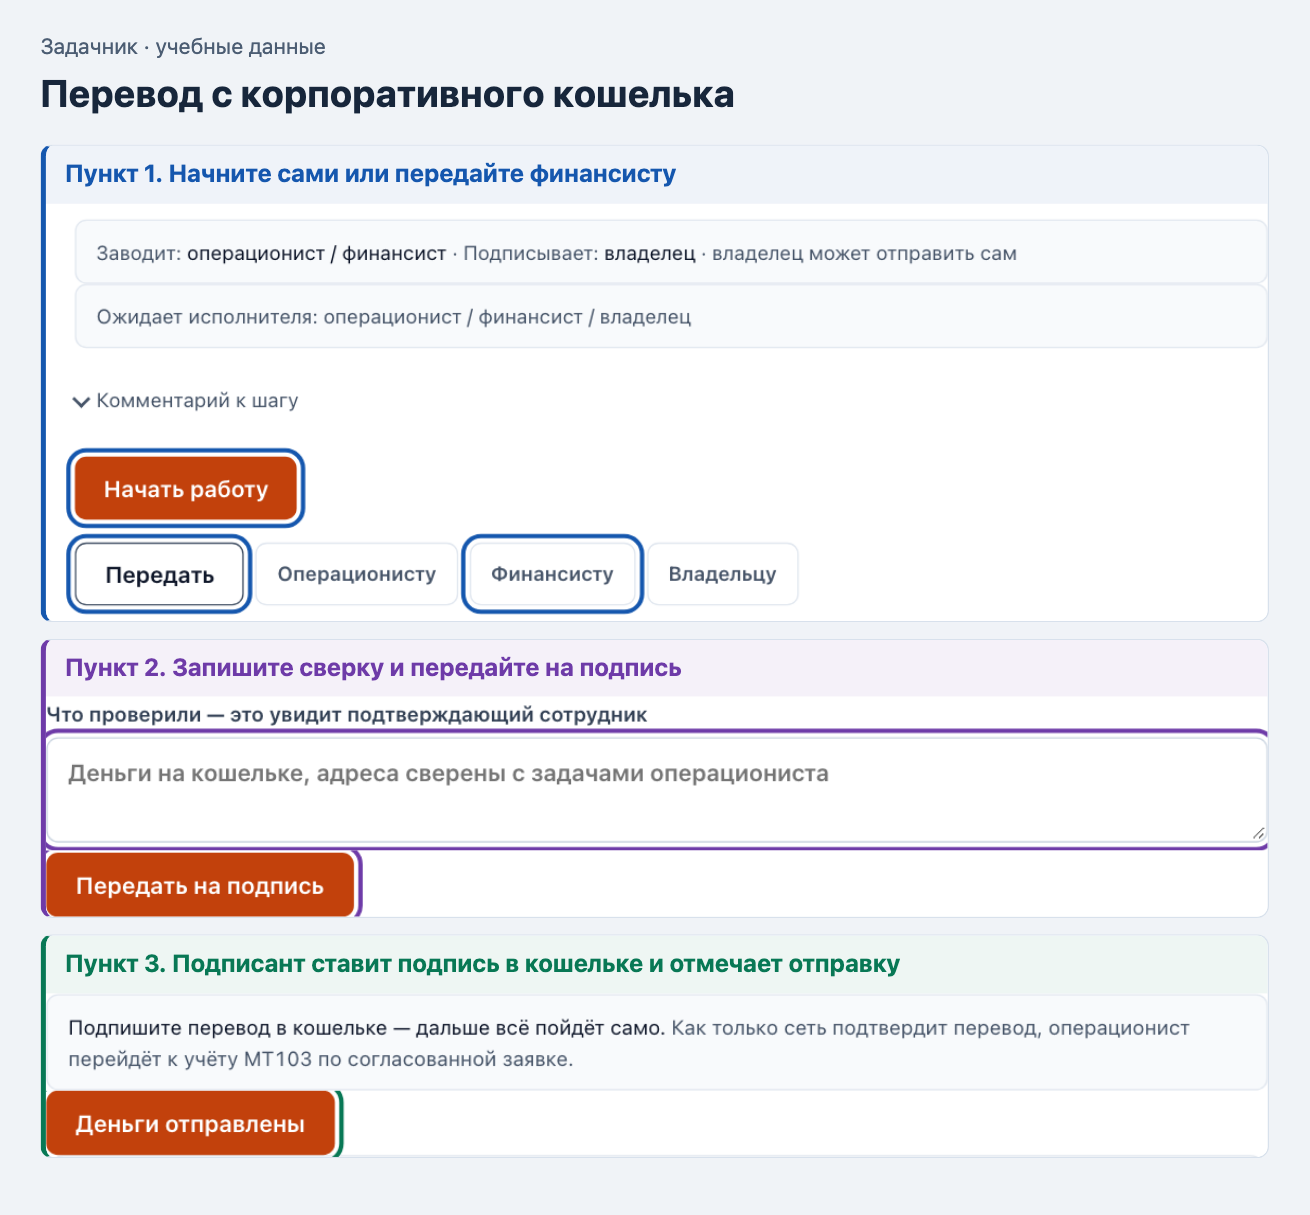 Задачник · учебные данные
Перевод с корпоративного кошелька
Пункт 1. Начните сами или передайте финансисту
Заводит: операционист / финансист · Подписывает: владелец · владелец может отправить сам
Ожидает исполнителя: операционист / финансист / владелец
Комментарий к шагу
Начать работу
Передать Операционисту Финансисту Владельцу
Пункт 2. Запишите сверку и передайте на подпись
Что проверили — это увидит подтверждающий сотрудник
Деньги на кошельке, адреса сверены с задачами операциониста
Передать на подпись
Пункт 3. Подписант ставит подпись в кошельке и отмечает отправку
Подпишите перевод в кошельке — дальше всё пойдёт само. Как только сеть подтвердит перевод, операционист
перейдёт к учёту МТ103 по согласованной заявке.
Деньги отправлены